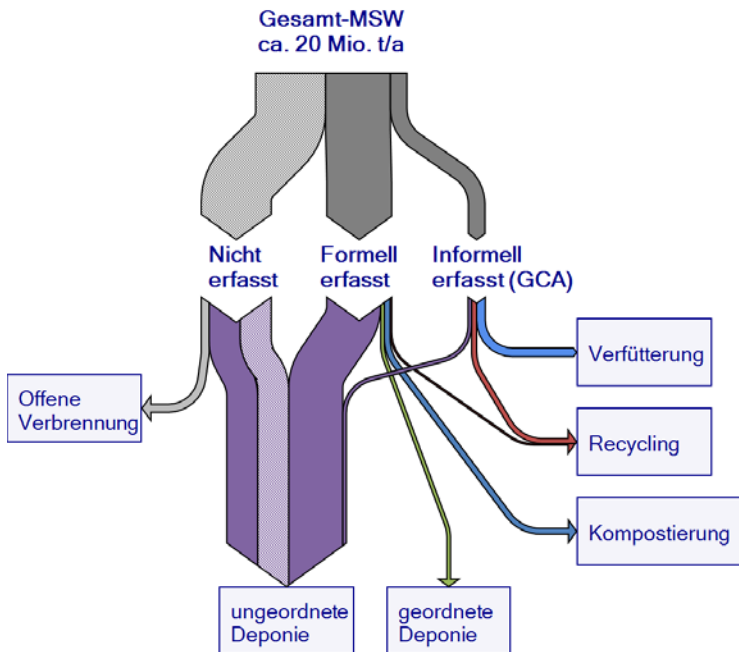 Gesamt-MSW
ca. 20 Mio. t/a
Nicht
erfasst
Formell
erfasst
Informell
erfasst (GCA)
Verfütterung
Offene
Verbrennung
Recycling
Kompostierung
ungeordnete
Deponie
geordnete
Deponie